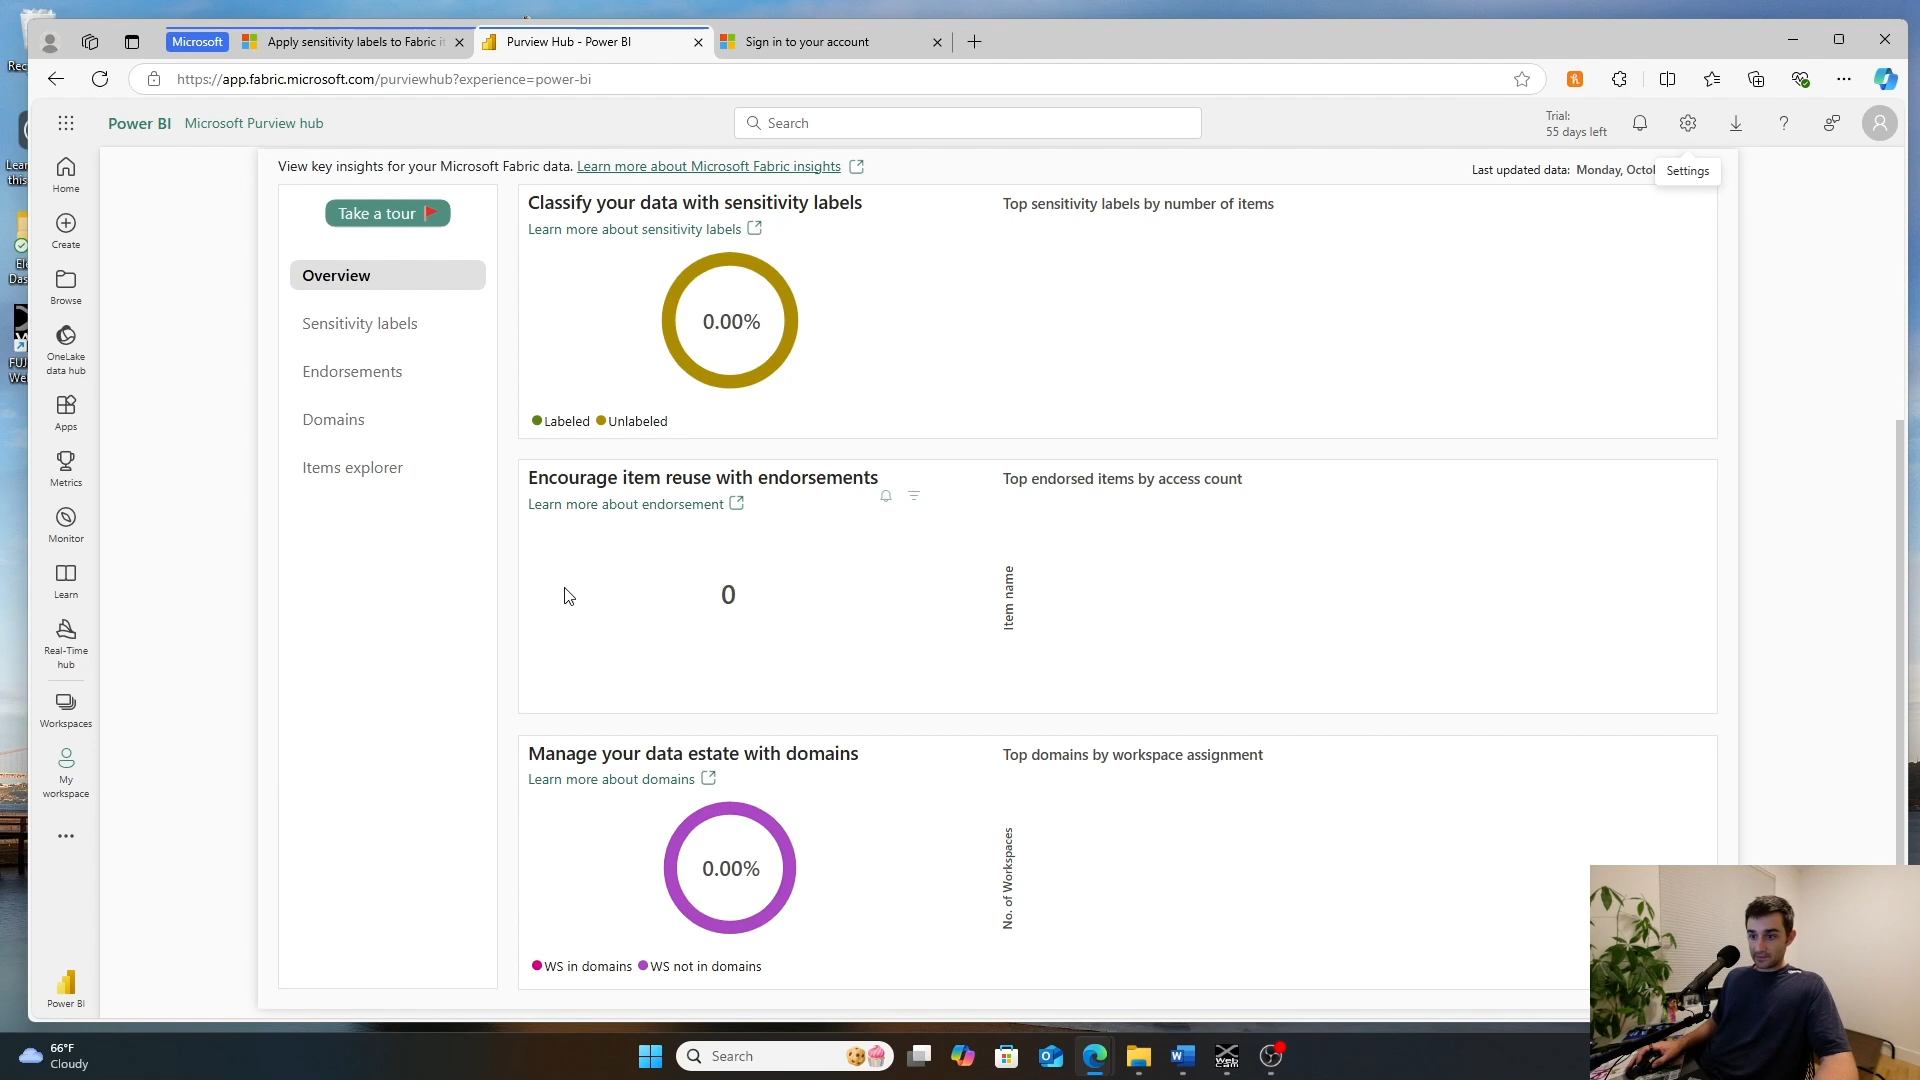 Rec
Microsoft
Apply sensitivity labels to Fabric it
Purview Hub - Power BI
Sign in to your account
https://app.fabric.microsoft.com/purviewhub?experience=power-bi
Power BI Microsoft Purview hub
Search
Trial:
55 days left
Home
Create
Browse
OneLake
data hub
Apps
Metrics
Monitor
Learn
Real-Time
hub
Workspaces
My
workspace
Power BI
View key insights for your Microsoft Fabric data. Learn more about Microsoft Fabric insights
Last updated data: Monday, Octo
Settings
Take a tour
Overview
Sensitivity labels
Endorsements
Domains
Items explorer
Classify your data with sensitivity labels
Learn more about sensitivity labels
0.00%
Labeled Unlabeled
Top sensitivity labels by number of items
Encourage item reuse with endorsements
Learn more about endorsement
0
Top endorsed items by access count
Item name
Manage your data estate with domains
Learn more about domains
0.00%
WS in domains WS not in domains
Top domains by workspace assignment
No. of Workspaces
66°F
Cloudy
Search